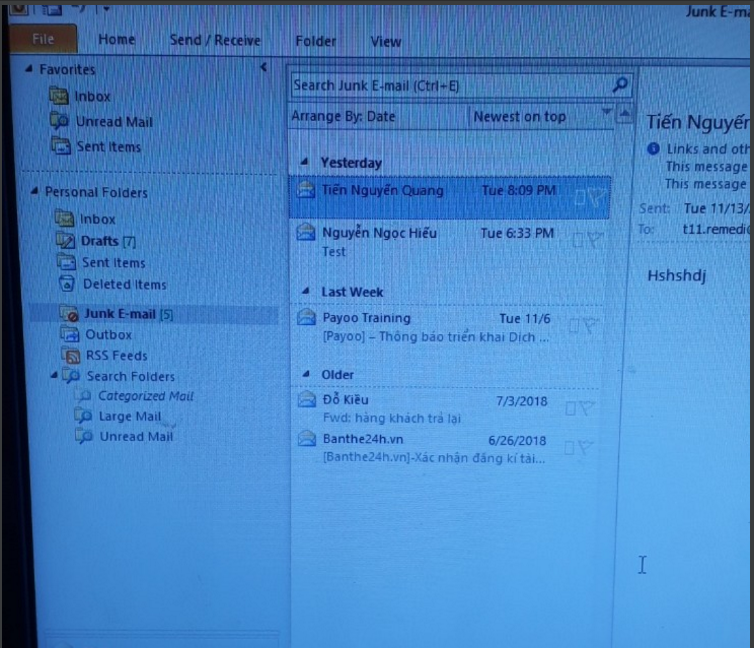 Junk E-ma
File Home Send / Receive Folder View
Favorites
Inbox
Unread Mail
Sent Items
Personal Folders
Inbox
Drafts [7]
Sent Items
Deleted Items
Junk E-mail [5]
Outbox
RSS Feeds
Search Folders
Categorized Mail
Large Mail
Unread Mail
Search Junk E-mail (Ctrl+E)
Arrange By: Date Newest on top
Yesterday
Tiến Nguyễn Quang Tue 8:09 PM
Nguyễn Ngọc Hiếu Tue 6:33 PM
Test
Last Week
Payoo Training Tue 11/6
[Payoo] – Thông báo triển khai Dịch ...
Older
Đỗ Kiều 7/3/2018
Fwd: hàng khách trả lại
Banthe24h.vn 6/26/2018
[Banthe24h.vn]-Xác nhận đăng kí tài...
Tiến Nguyễn
Links and oth
This message
This message
Sent: Tue 11/13/
To: t11.remedi
Hshshdj